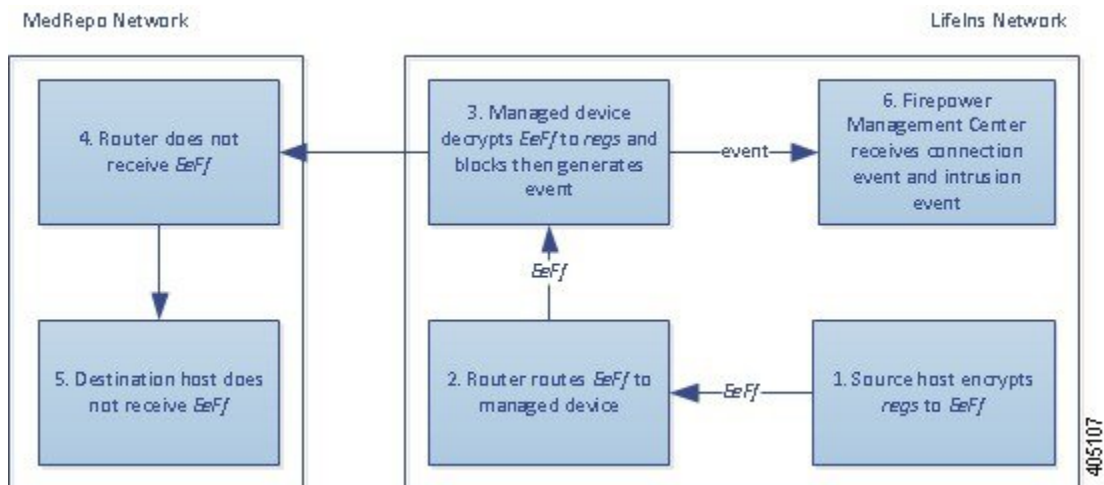 MedRepo Network
LifeIns Network
4. Router does not
receive EeFf
3. Managed device
decrypts EeFf to regs and
blocks then generates
event
event
6. Firepower
Management Center
receives connection
event and intrusion
event
EeFf
5. Destination host does
not receive EeFf
2. Router routes EeFf to
managed device
EeFf
1. Source host encrypts
regs to EeFf
405107